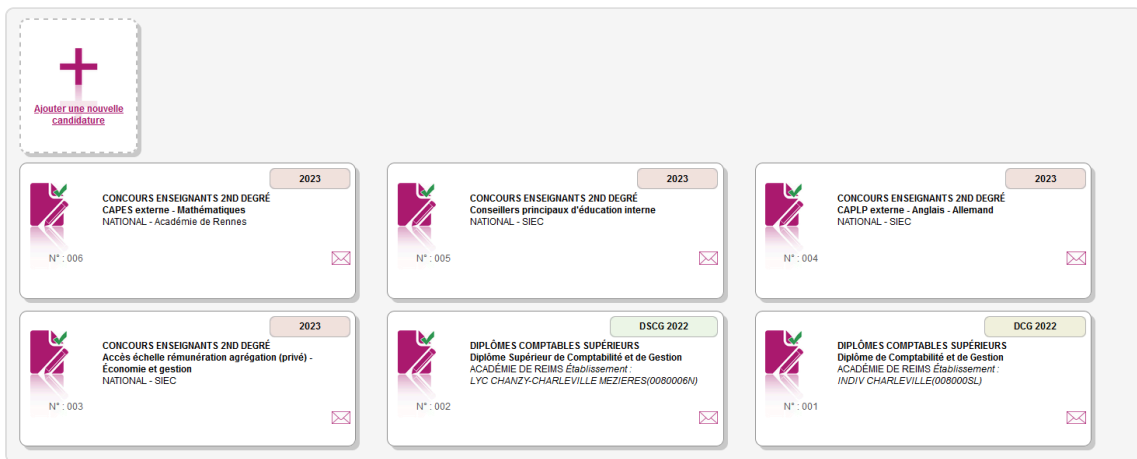 Ajouter une nouvelle
candidature
2023
CONCOURS ENSEIGNANTS 2ND DEGRÉ
CAPES externe - Mathématiques
NATIONAL - Académie de Rennes
N° : 006
2023
CONCOURS ENSEIGNANTS 2ND DEGRÉ
Conseillers principaux d'éducation interne
NATIONAL - SIEC
N° : 005
2023
CONCOURS ENSEIGNANTS 2ND DEGRÉ
CAPLP externe - Anglais - Allemand
NATIONAL - SIEC
N° : 004
2023
CONCOURS ENSEIGNANTS 2ND DEGRÉ
Accès échelle rémunération agrégation (privé) -
Économie et gestion
NATIONAL - SIEC
N° : 003
DSCG 2022
DIPLÔMES COMPTABLES SUPÉRIEURS
Diplôme Supérieur de Comptabilité et de Gestion
ACADÉMIE DE REIMS Établissement :
LYC CHANZY-CHARLEVILLE MEZIERES(0080006N)
N° : 002
DCG 2022
DIPLÔMES COMPTABLES SUPÉRIEURS
Diplôme de Comptabilité et de Gestion
ACADÉMIE DE REIMS Établissement :
INDIV CHARLEVILLE(008000SL)
N° : 001